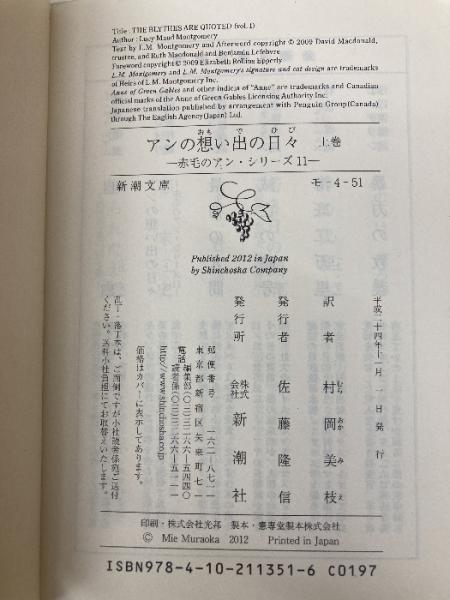 Title : THE BLYTHES ARE QUOTED (vol. 1)
Author : Lucy Maud Montgomery
Text by L.M. Montgomery and Afterword copyright © 2009 David Macdonald,
trustee, and Ruth Macdonald and Benjamin Lefebvre
Foreword copyright © 2009 Elizabeth Rollins Epperly
L.M. Montgomery and L.M. Montgomery's signature and cat design are trademarks
of Heirs of L.M. Montgomery Inc.
Anne of Green Gables and other indicia of "Anne" are trademarks and Canadian
official marks of the Anne of Green Gables Licensing Authority Inc.
Japanese translation published by arrangement with Penguin Group (Canada)
through The English Agency (Japan) Ltd.
アンの想い出の日々 上巻
おも で ひび
―赤毛のアン・シリーズ11―
新潮文庫
モ - 4 - 51
Published 2012 in Japan
by Shinchosha Company
平成二十四年十一月一日発行
訳者 村岡美枝
むら おか み え
発行者 佐藤隆信
発行所 株式会社 新潮社
郵便番号 一六二―八七一一
東京都新宿区矢来町七一
電話 編集部(〇三)三二六六―五四四〇
読者係(〇三)三二六六―五一一一
http://www.shinchosha.co.jp
価格はカバーに表示してあります。
乱丁・落丁本は、ご面倒ですが小社読者係宛ご送付
ください。送料小社負担にてお取替えいたします。
印刷・株式会社光邦 製本・憲専堂製本株式会社
© Mie Muraoka 2012 Printed in Japan
ISBN978-4-10-211351-6 C0197